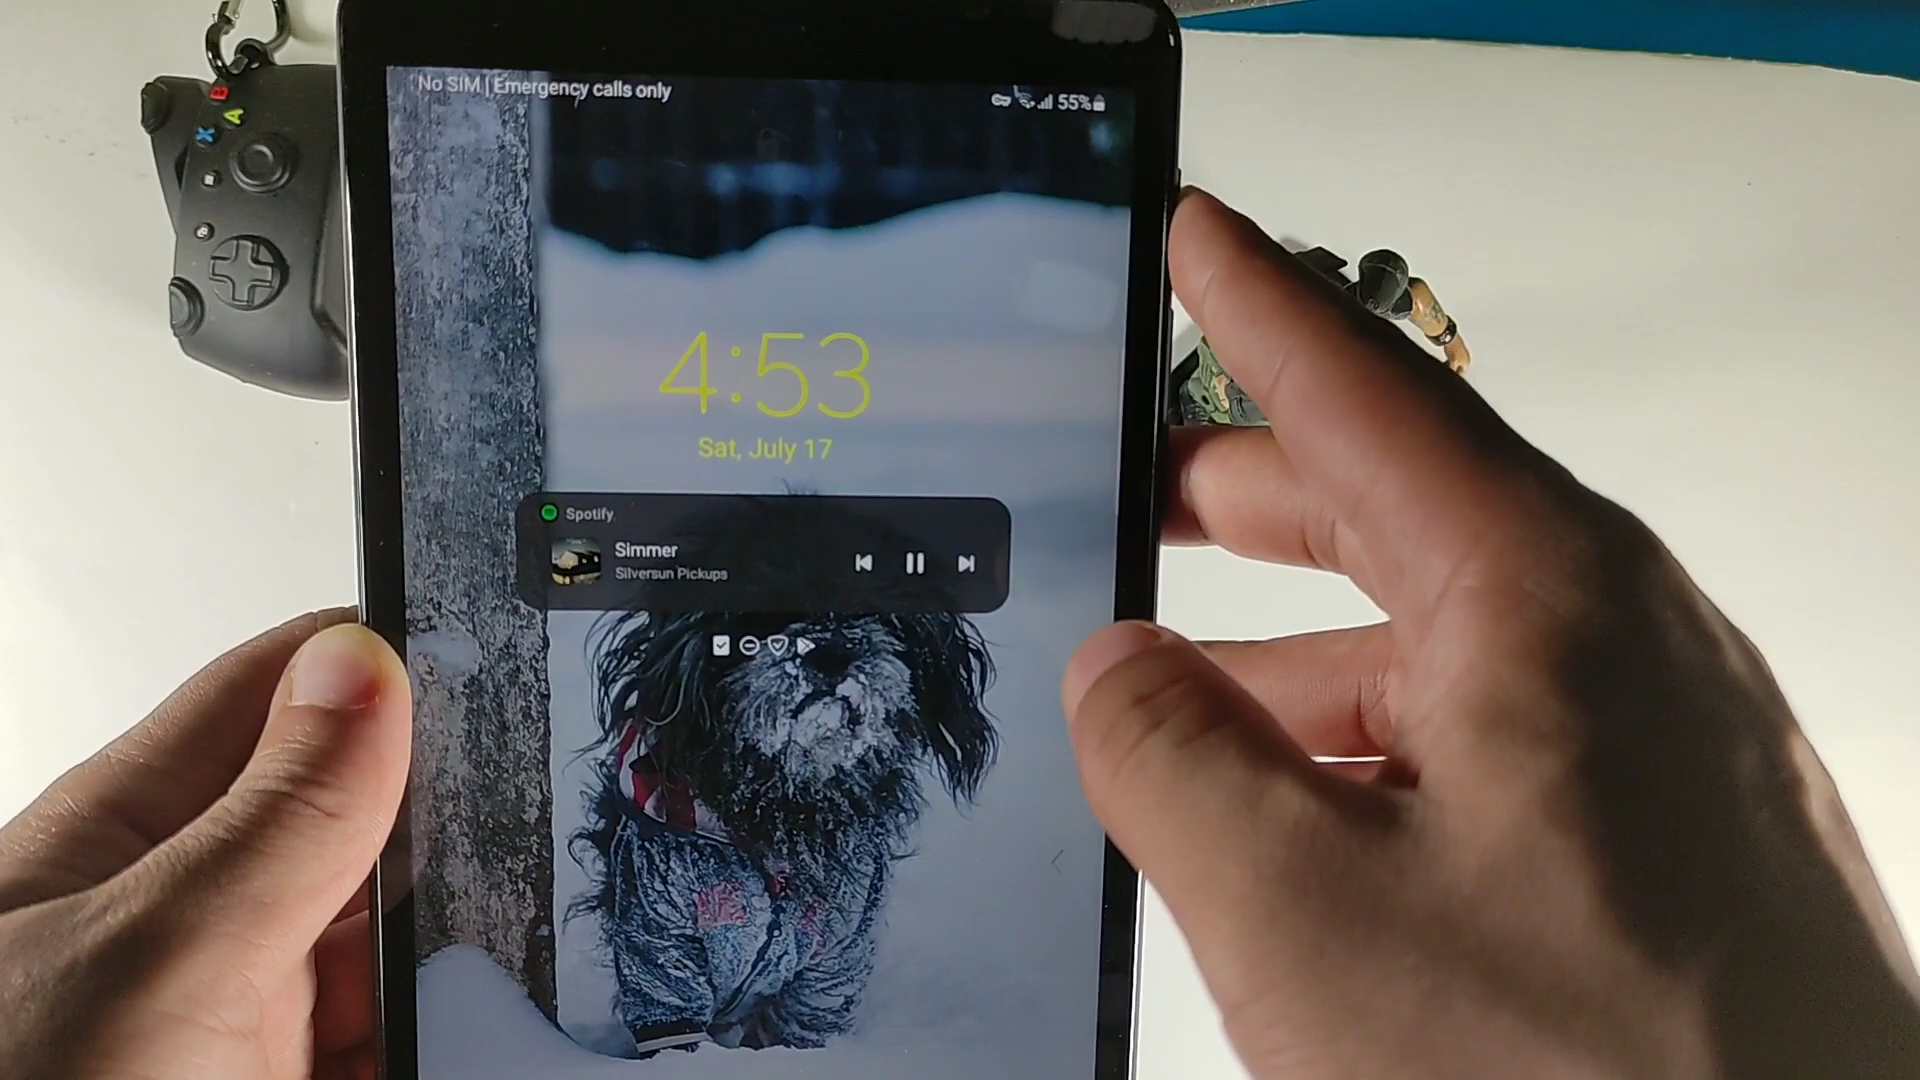 No SIM | Emergency calls only
55%
4:53
Sat, July 17
Spotify
Simmer
Silversun Pickups
B
A
X